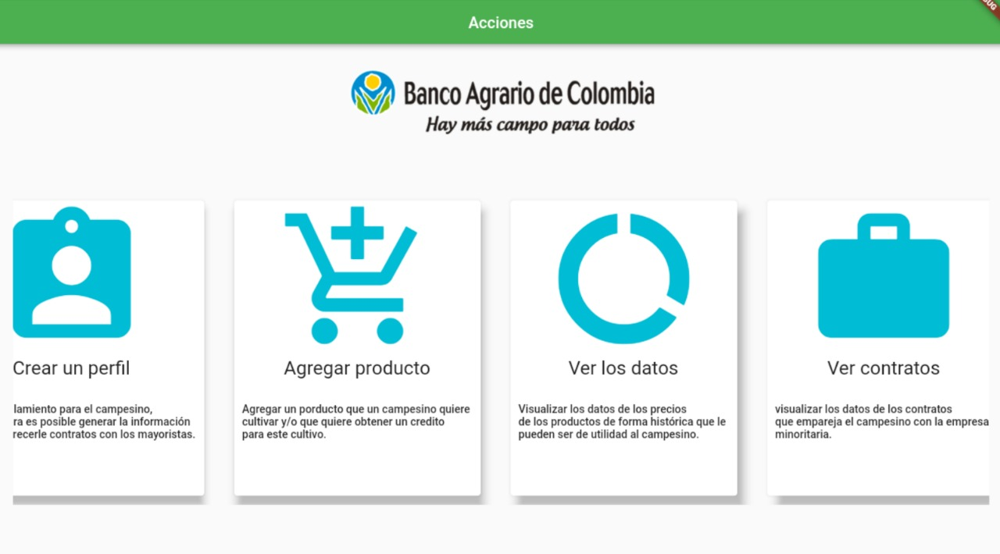 Acciones
Banco Agrario de Colombia
Hay más campo para todos
Crear un perfil
lamiento para el campesino,
ra es posible generar la información
recerle contratos con los mayoristas.
Agregar producto
Agregar un porducto que un campesino quiere
cultivar y/o que quiere obtener un credito
para este cultivo.
Ver los datos
Visualizar los datos de los precios
de los productos de forma histórica que le
pueden ser de utilidad al campesino.
Ver contratos
visualizar los datos de los contratos
que empareja el campesino con la empresa
minoritaria.